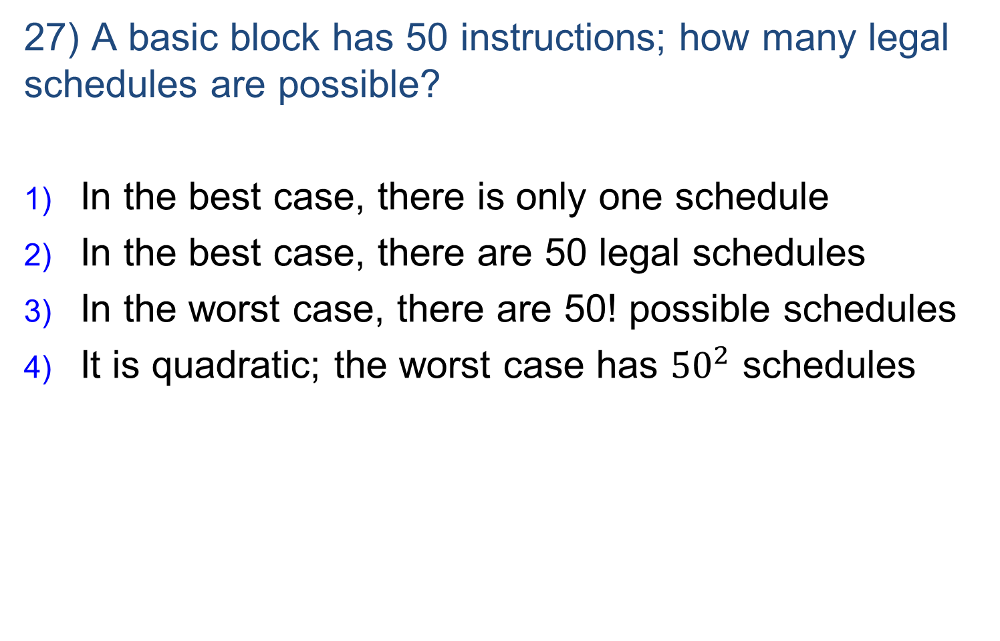 27) A basic block has 50 instructions; how many legal
schedules are possible?
1) In the best case, there is only one schedule
2) In the best case, there are 50 legal schedules
3) In the worst case, there are 50! possible schedules
4) It is quadratic; the worst case has 50² schedules